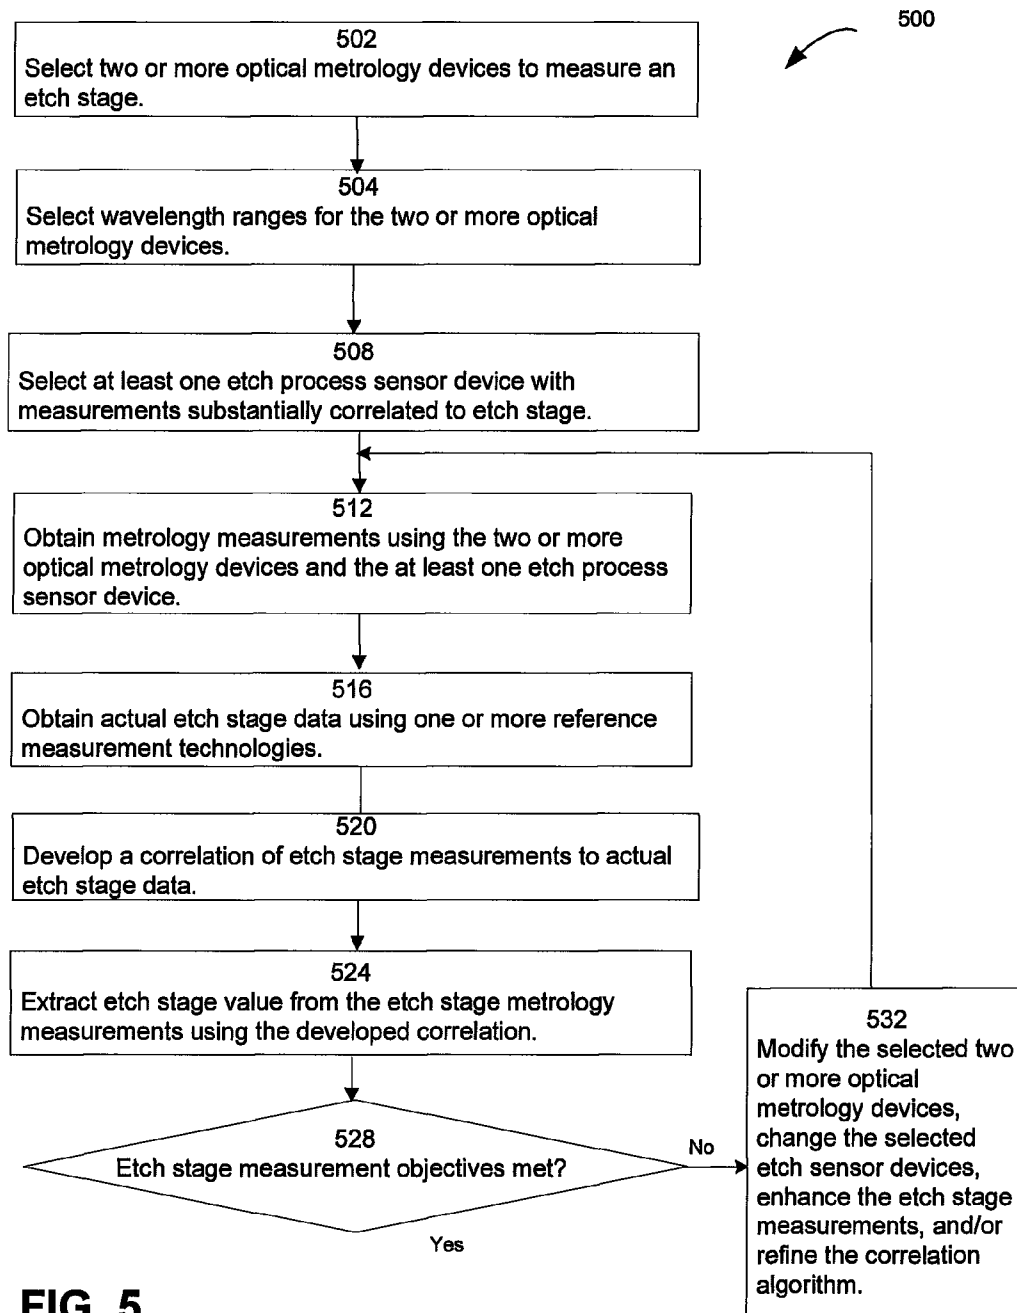 500
502
Select two or more optical metrology devices to measure an
etch stage.
504
Select wavelength ranges for the two or more optical
metrology devices.
508
Select at least one etch process sensor device with
measurements substantially correlated to etch stage.
512
Obtain metrology measurements using the two or more
optical metrology devices and the at least one etch process
sensor device.
516
Obtain actual etch stage data using one or more reference
measurement technologies.
520
Develop a correlation of etch stage measurements to actual
etch stage data.
524
Extract etch stage value from the etch stage metrology
measurements using the developed correlation.
528
Etch stage measurement objectives met?
No
Yes
532
Modify the selected two
or more optical
metrology devices,
change the selected
etch sensor devices,
enhance the etch stage
measurements, and/or
refine the correlation
algorithm.
FIG. 5